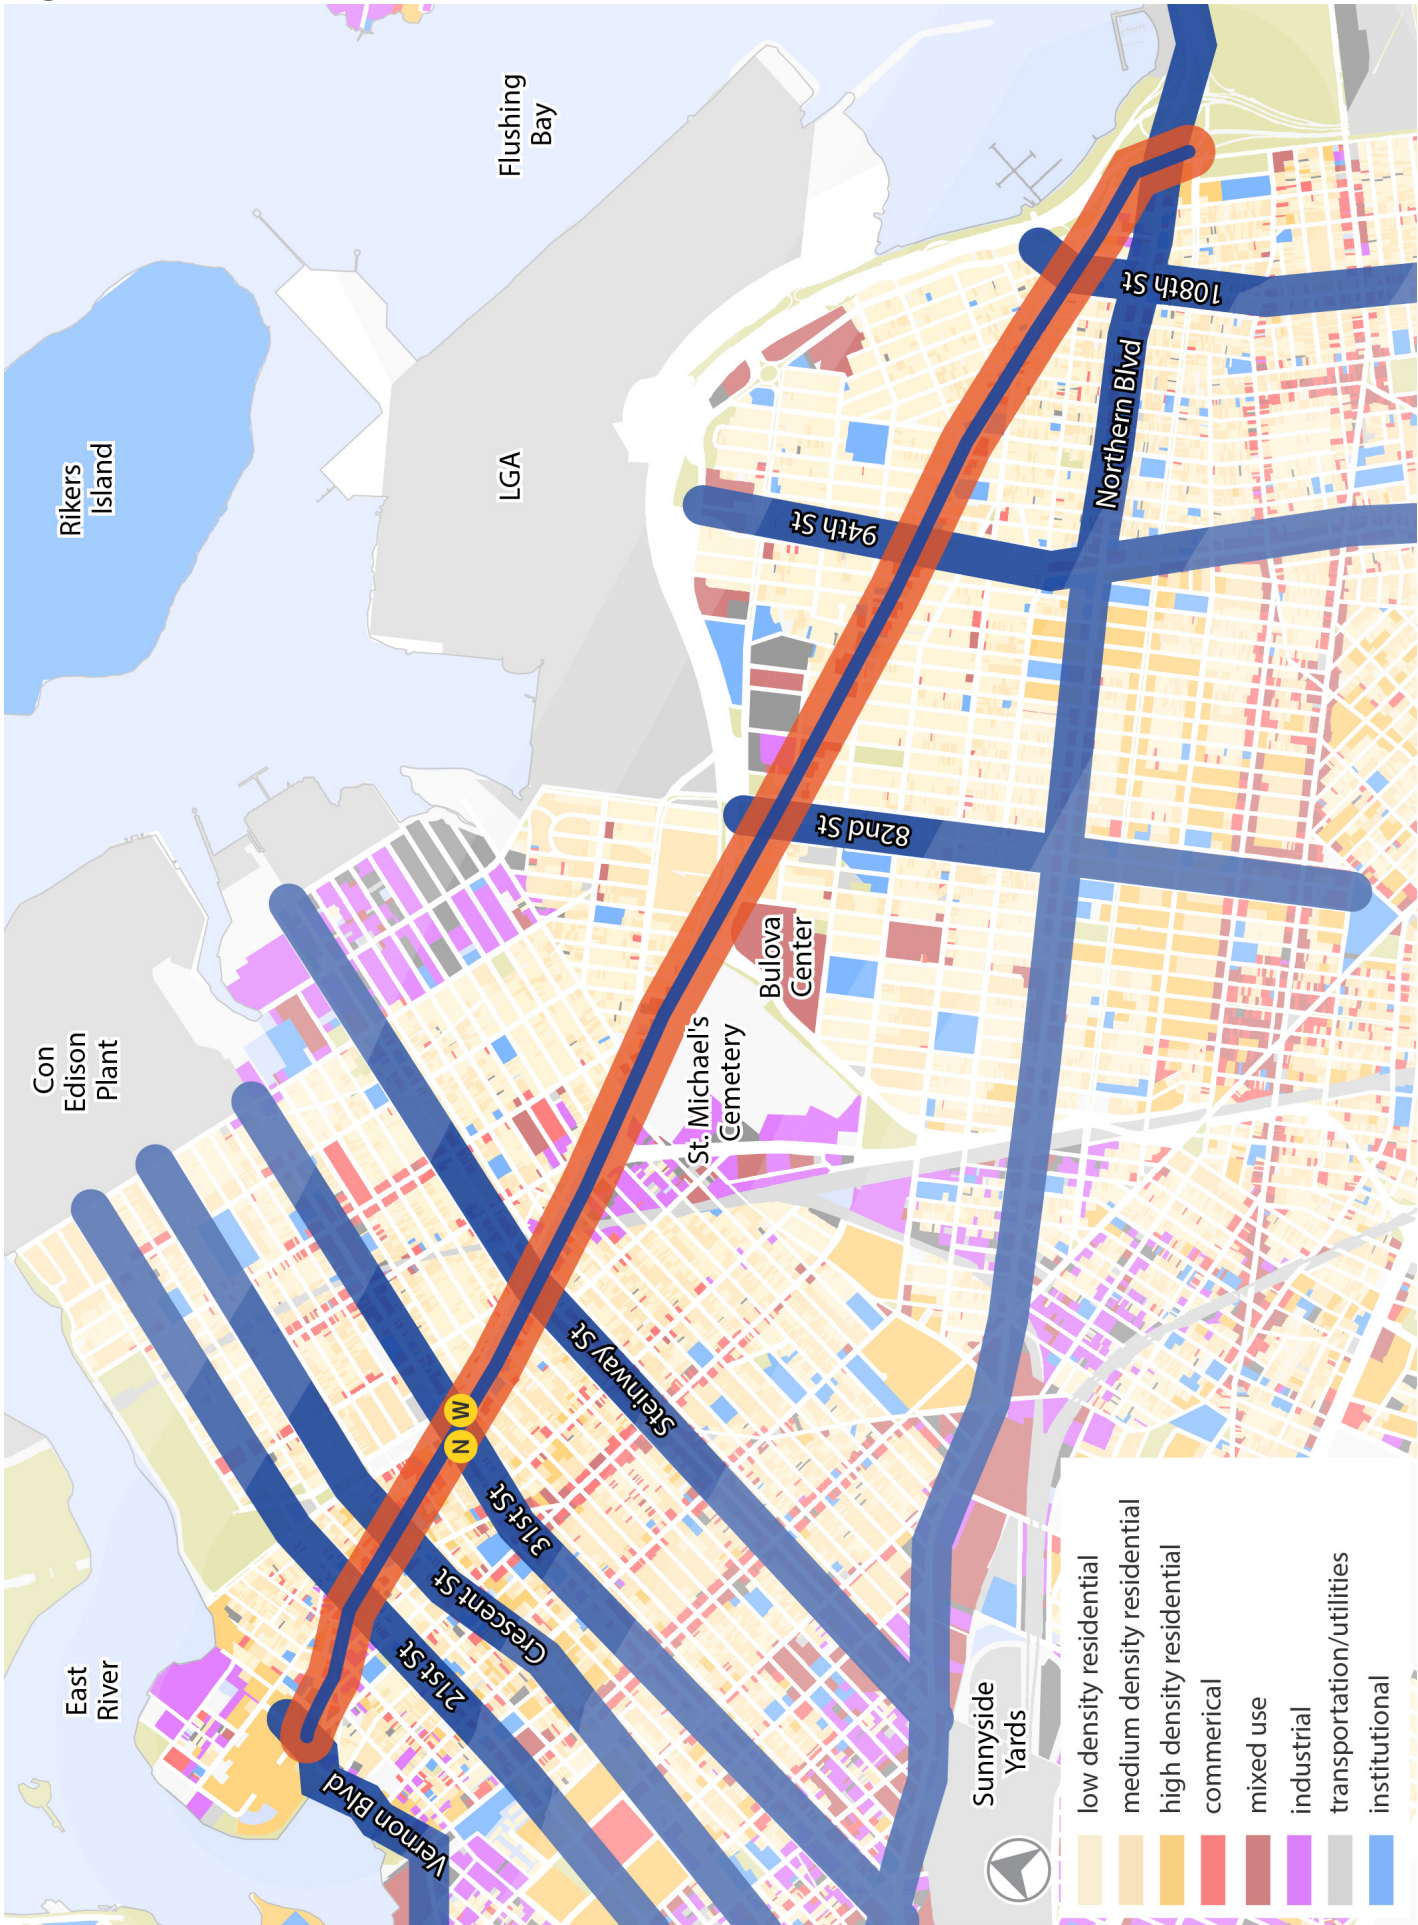 Flushing
Bay
Rikers
Island
LGA
108th St
Northern Blvd
94th St
82nd St
Bulova
Center
St. Michael's
Cemetery
Con
Edison
Plant
Steinway St
N W
31st St
Crescent St
21st St
East
River
Vernon Blvd
Sunnyside
Yards
low density residential
medium density residential
high density residential
commerical
mixed use
industrial
transportation/utilities
institutional